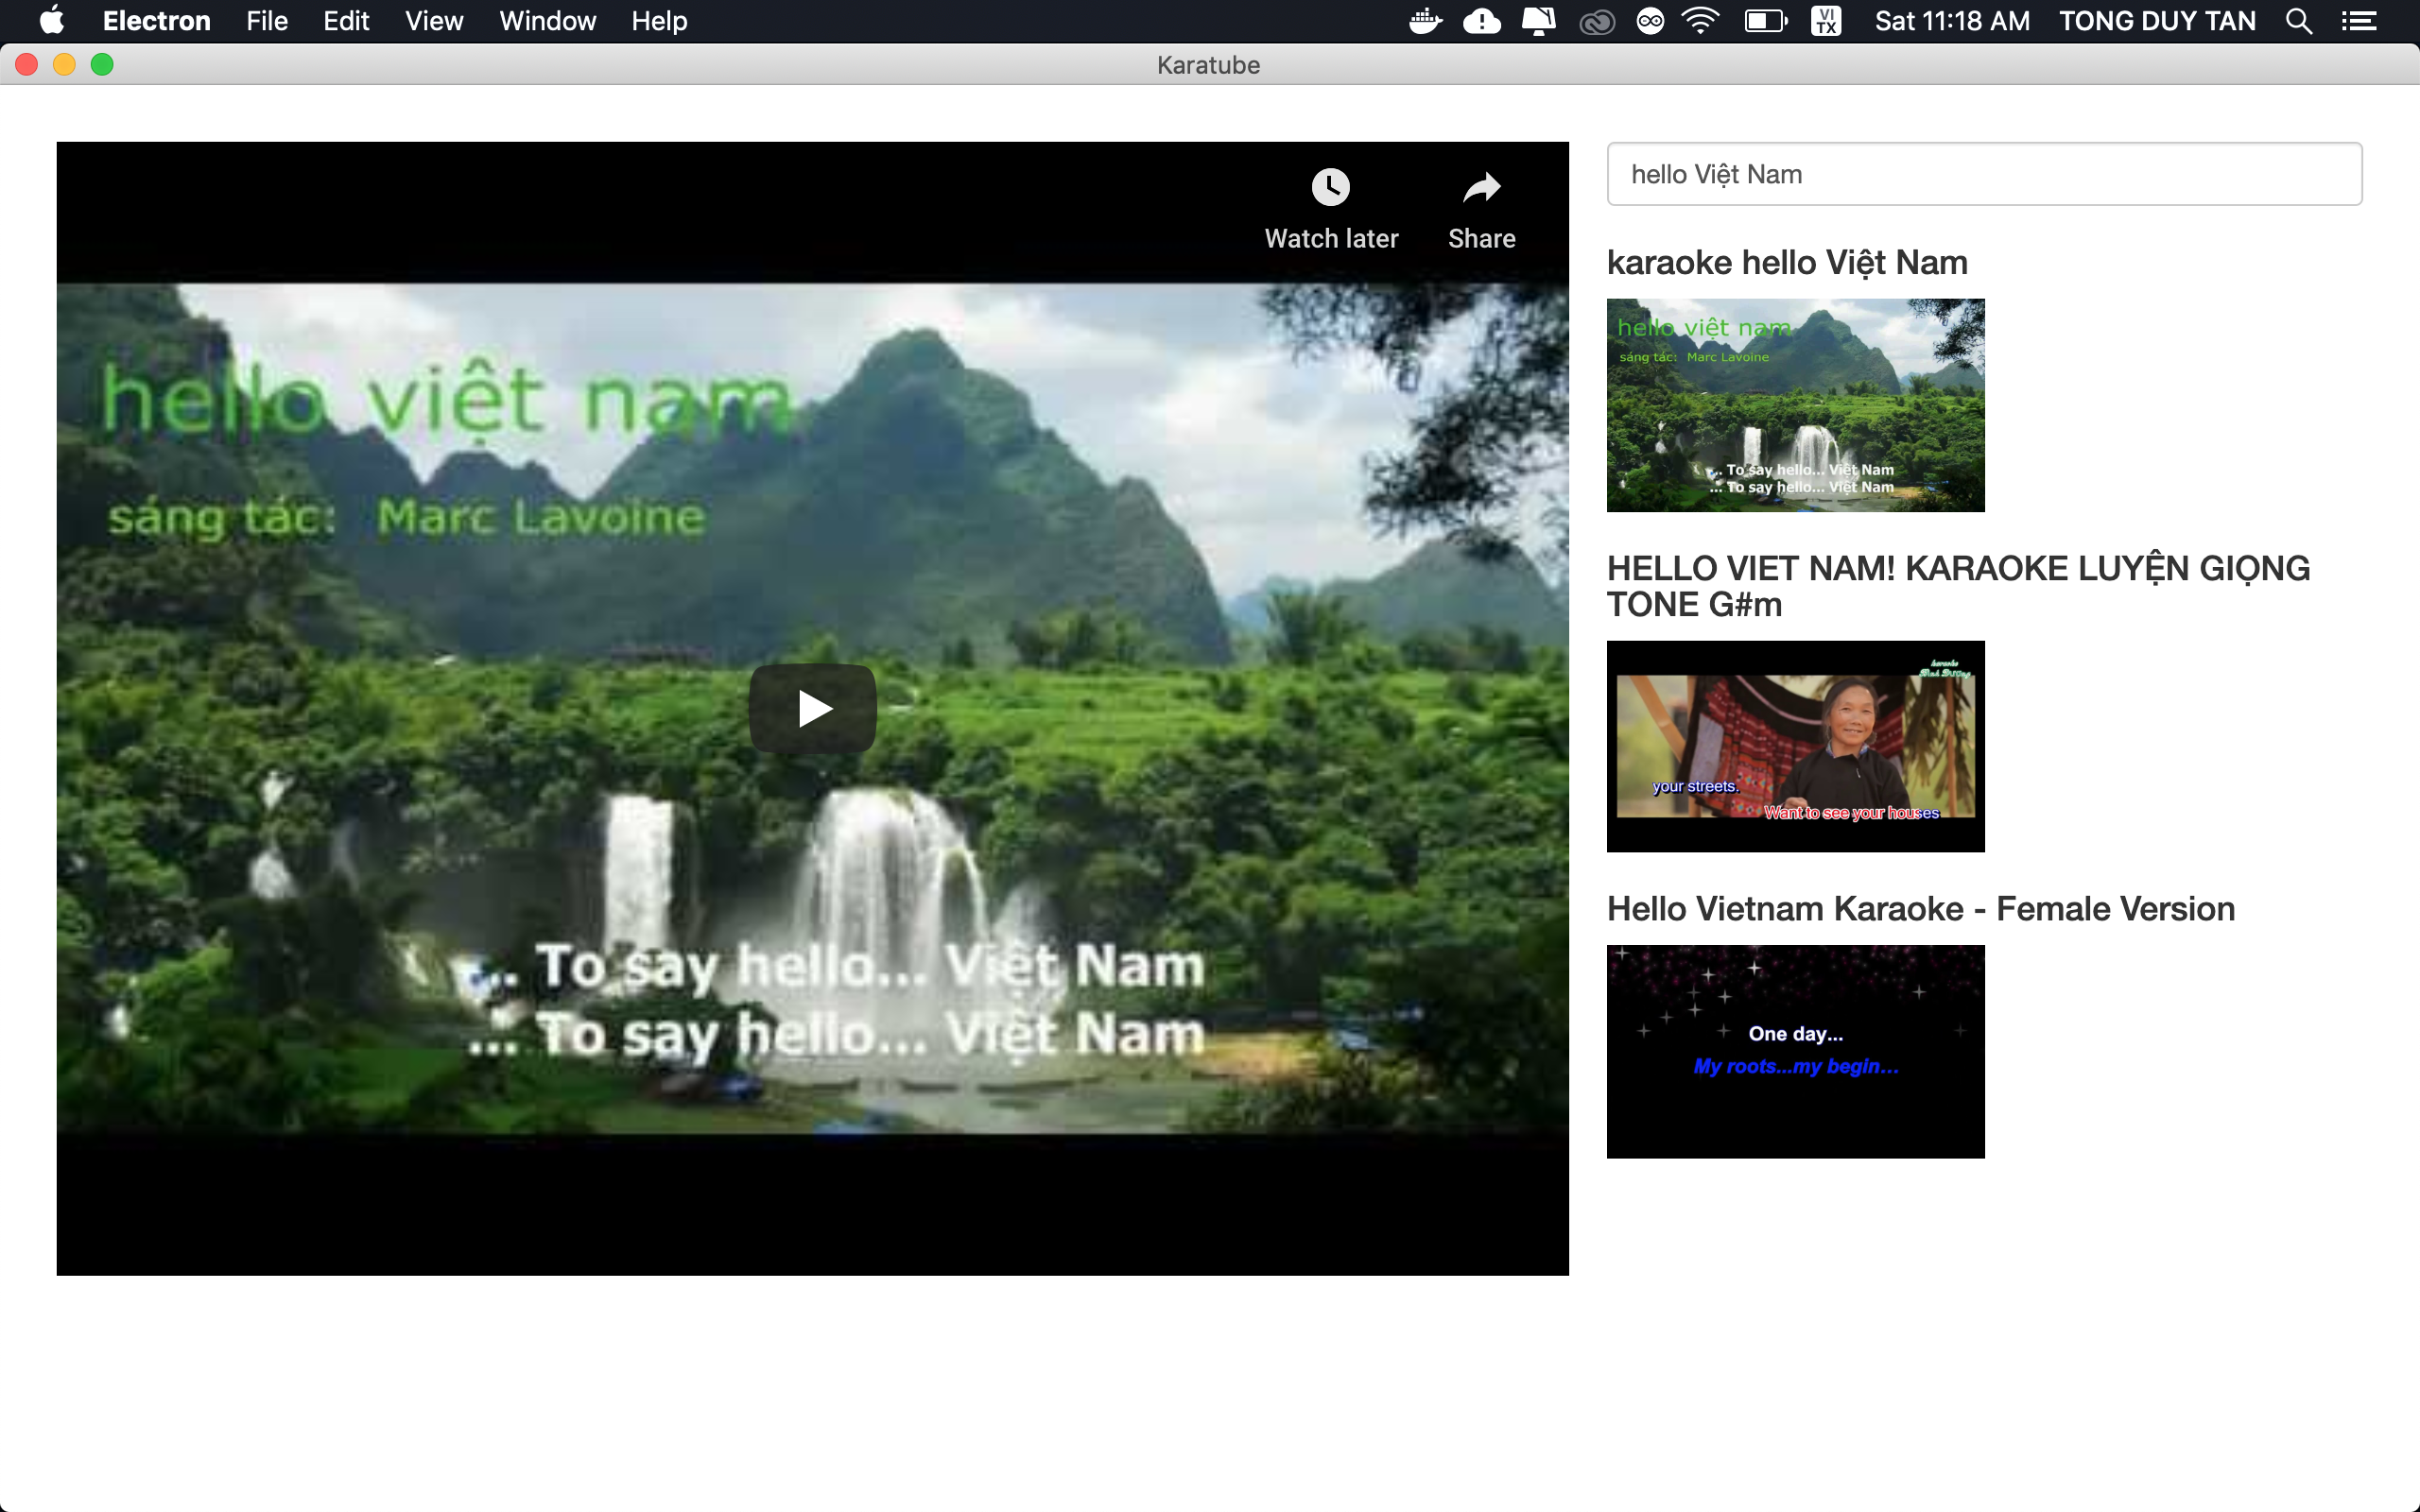 Electron File Edit View Window Help VI TX Sat 11:18 AM TONG DUY TAN
Karatube
Watch later Share
hello việt nam
sáng tác: Marc Lavoine
... To say hello... Việt Nam
... To say hello... Việt Nam
hello Việt Nam
karaoke hello Việt Nam
hello việt nam
sáng tác: Marc Lavoine
... To say hello... Việt Nam
... To say hello... Việt Nam
HELLO VIET NAM! KARAOKE LUYỆN GIỌNG
TONE G#m
karaoke
your streets.
Want to see your houses
Hello Vietnam Karaoke - Female Version
One day...
My roots...my begin...